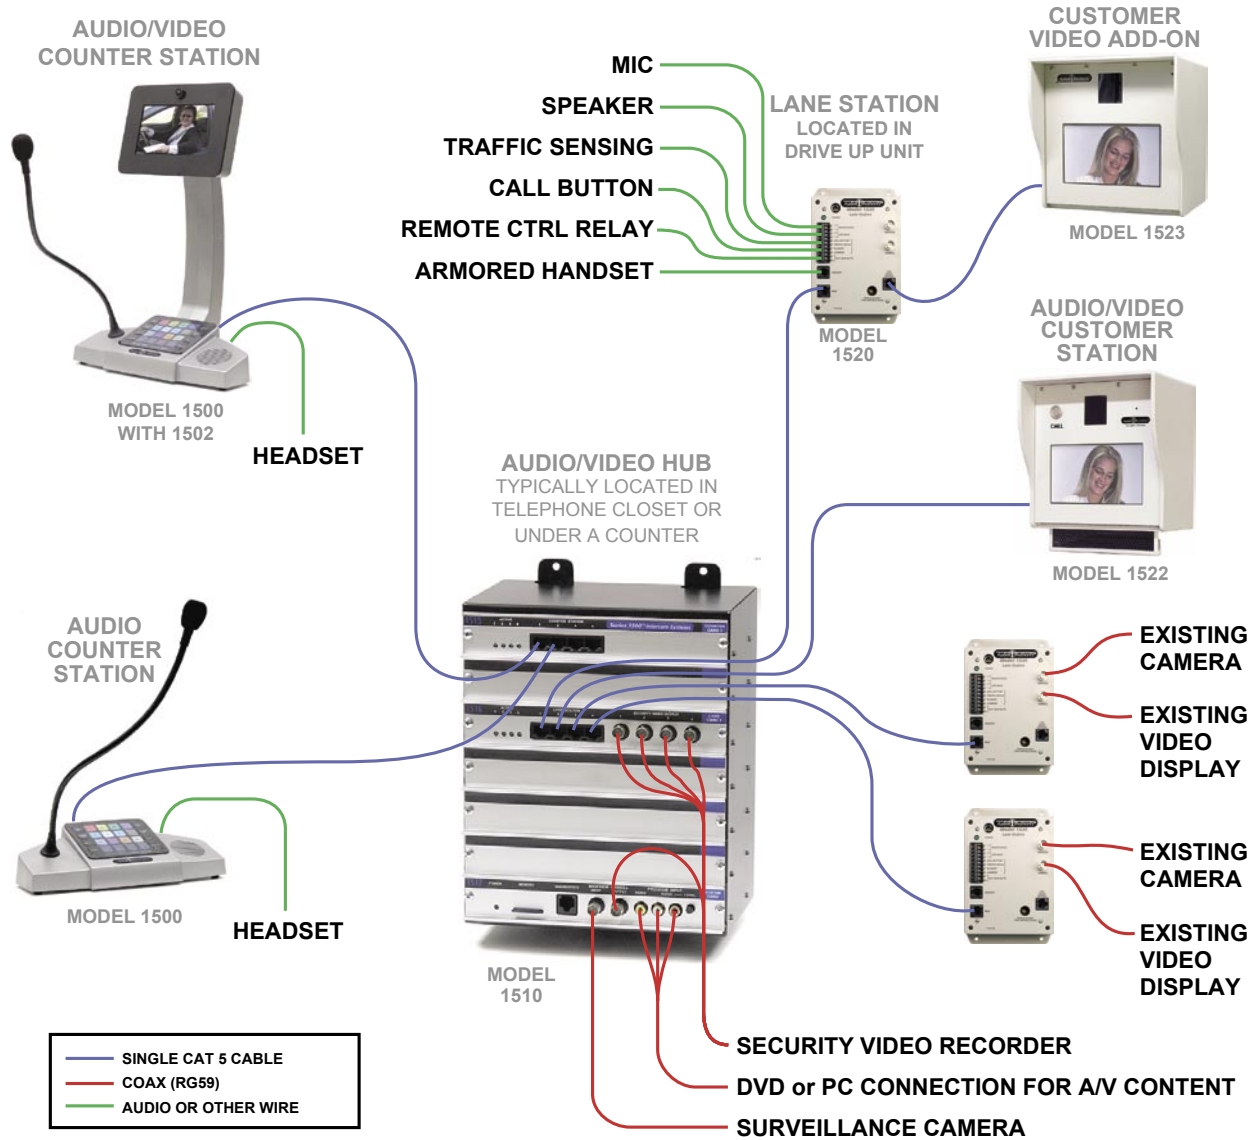 AUDIO/VIDEO
COUNTER STATION
MODEL 1500
WITH 1502
HEADSET
MIC
SPEAKER
TRAFFIC SENSING
CALL BUTTON
REMOTE CTRL RELAY
ARMORED HANDSET
LANE STATION
LOCATED IN
DRIVE UP UNIT
MODEL
1520
CUSTOMER
VIDEO ADD-ON
MODEL 1523
AUDIO/VIDEO
CUSTOMER
STATION
CALL
MODEL 1522
AUDIO/VIDEO HUB
TYPICALLY LOCATED IN
TELEPHONE CLOSET OR
UNDER A COUNTER
MODEL
1510
AUDIO
COUNTER
STATION
MODEL 1500
HEADSET
EXISTING
CAMERA
EXISTING
VIDEO
DISPLAY
EXISTING
CAMERA
EXISTING
VIDEO
DISPLAY
SECURITY VIDEO RECORDER
DVD or PC CONNECTION FOR A/V CONTENT
SURVEILLANCE CAMERA
SINGLE CAT 5 CABLE
COAX (RG59)
AUDIO OR OTHER WIRE